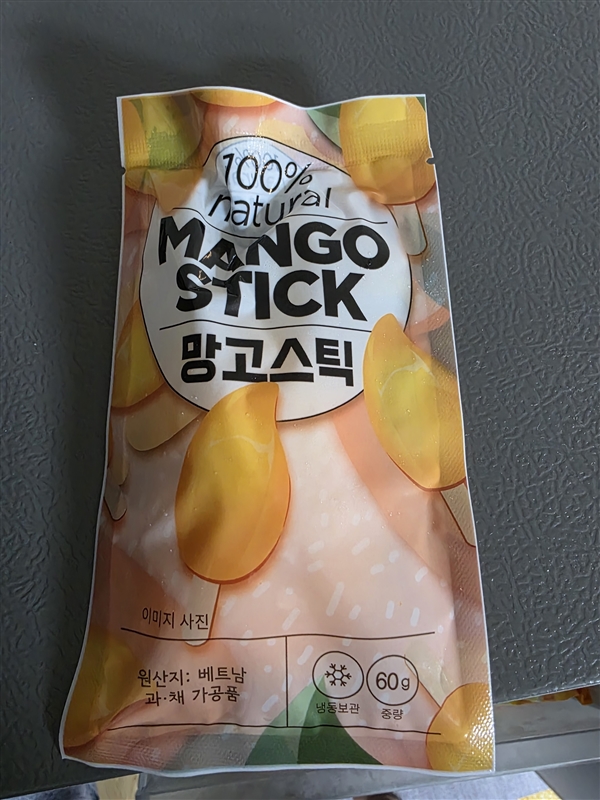 100%
natural
MANGO
STICK
망고스틱
이미지 사진
원산지: 베트남
과·채 가공품
60g
냉동보관
중량